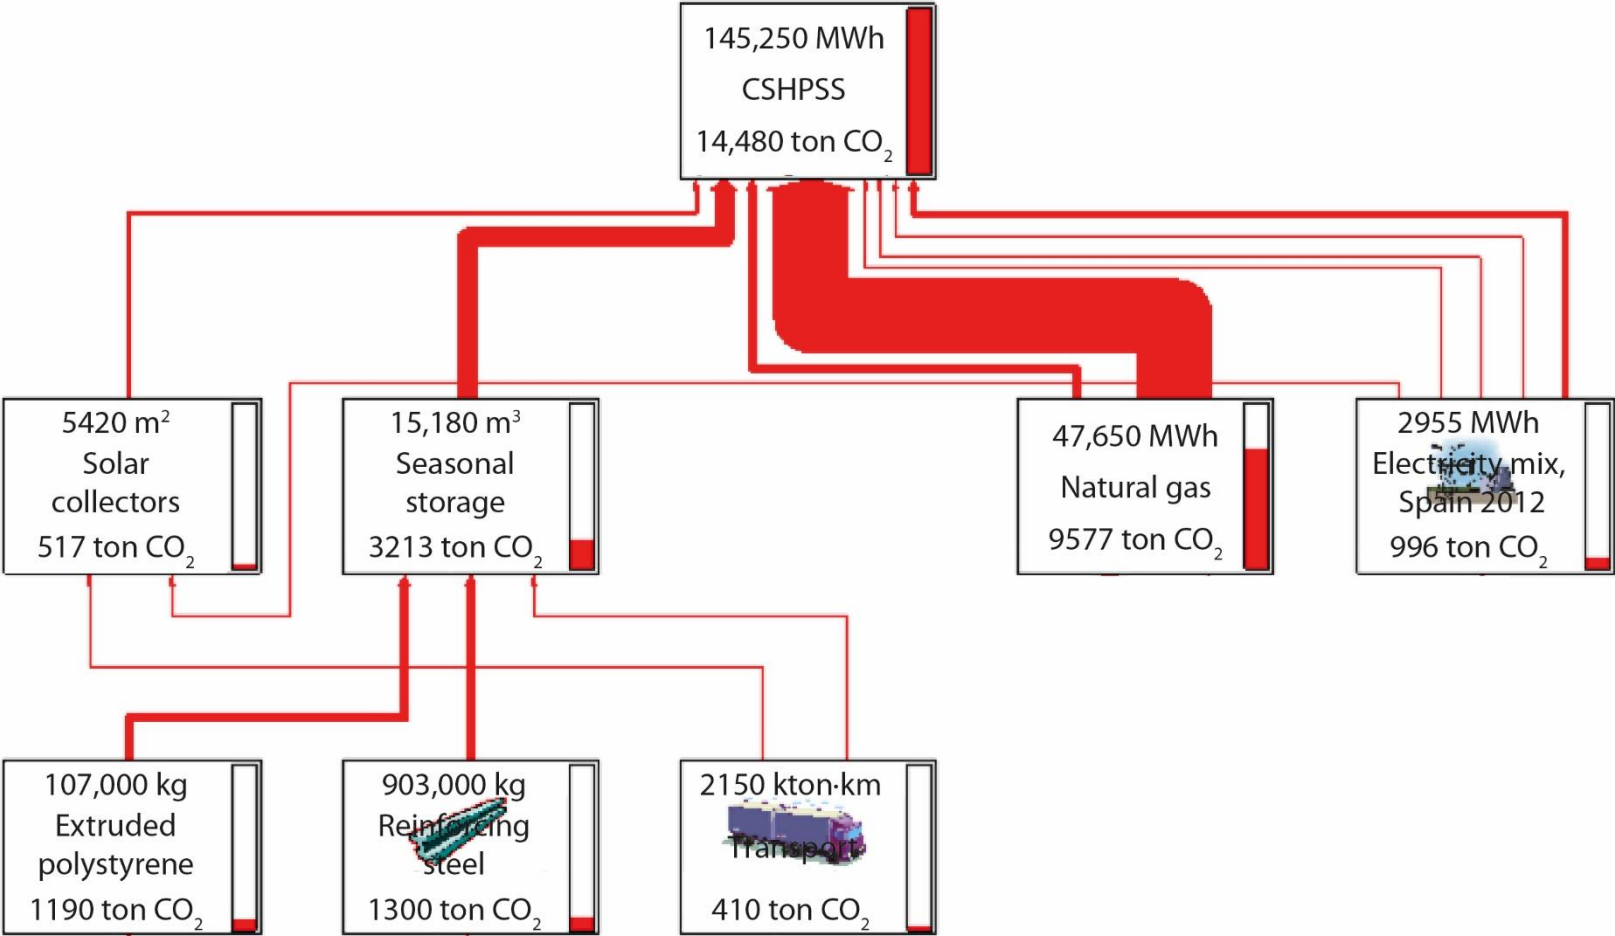 145,250 MWh
CSHPSS
14,480 ton CO₂
5420 m²
Solar
collectors
517 ton CO₂
15,180 m³
Seasonal
storage
3213 ton CO₂
47,650 MWh
Natural gas
9577 ton CO₂
2955 MWh
Electricity mix,
Spain 2012
996 ton CO₂
107,000 kg
Extruded
polystyrene
1190 ton CO₂
903,000 kg
Reinforcing
steel
1300 ton CO₂
2150 kton·km
Transport
410 ton CO₂